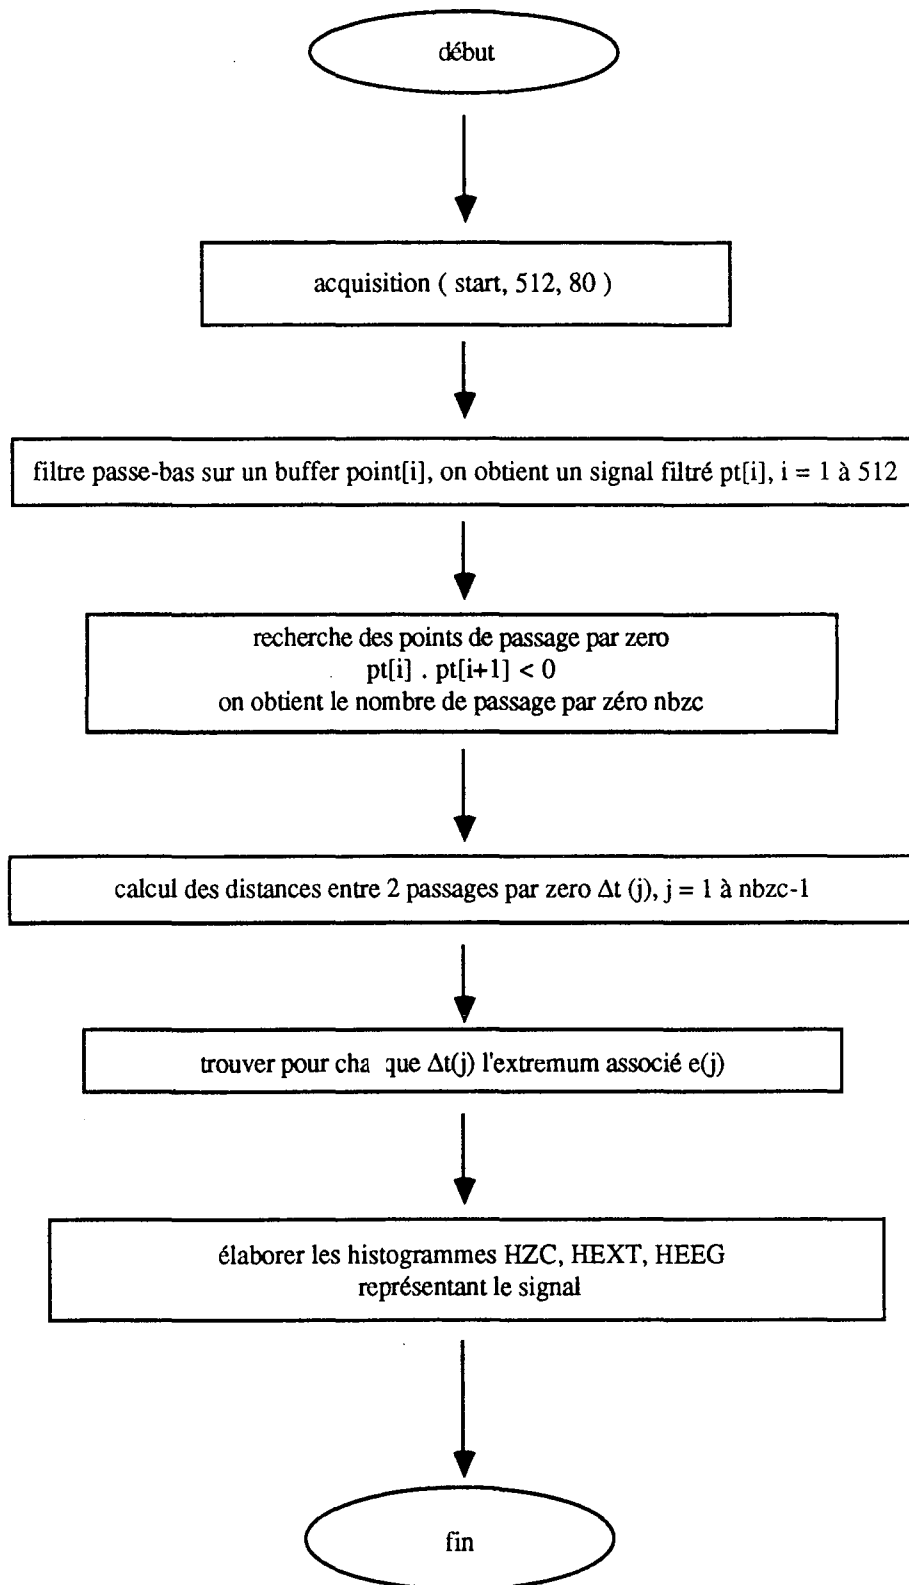 début
acquisition ( start, 512, 80 )
filtre passe-bas sur un buffer point[i], on obtient un signal filtré pt[i], i = 1 à 512
recherche des points de passage par zero
pt[i] . pt[i+1] < 0
on obtient le nombre de passage par zéro nbzc
calcul des distances entre 2 passages par zero Δt (j), j = 1 à nbzc-1
trouver pour cha que Δt(j) l'extremum associé e(j)
élaborer les histogrammes HZC, HEXT, HEEG
représentant le signal
fin